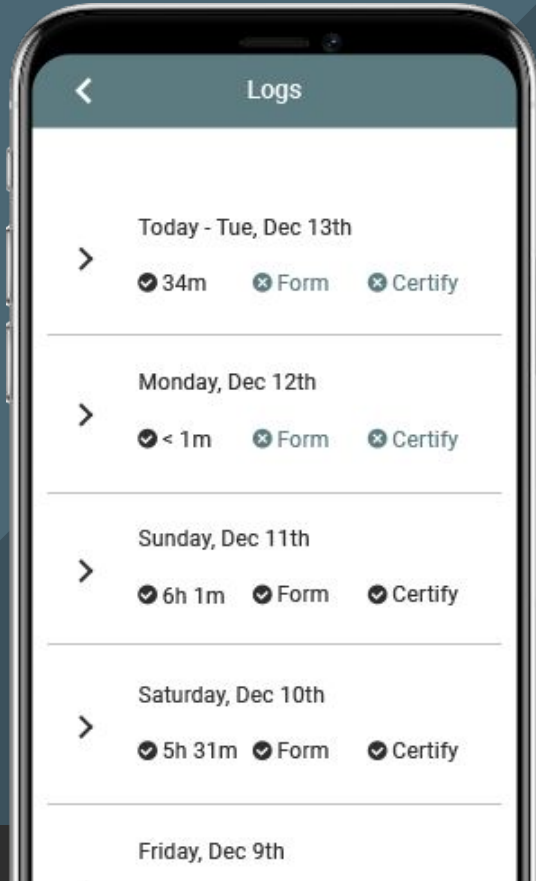 Logs
Today - Tue, Dec 13th
34m Form Certify
Monday, Dec 12th
< 1m Form Certify
Sunday, Dec 11th
6h 1m Form Certify
Saturday, Dec 10th
5h 31m Form Certify
Friday, Dec 9th